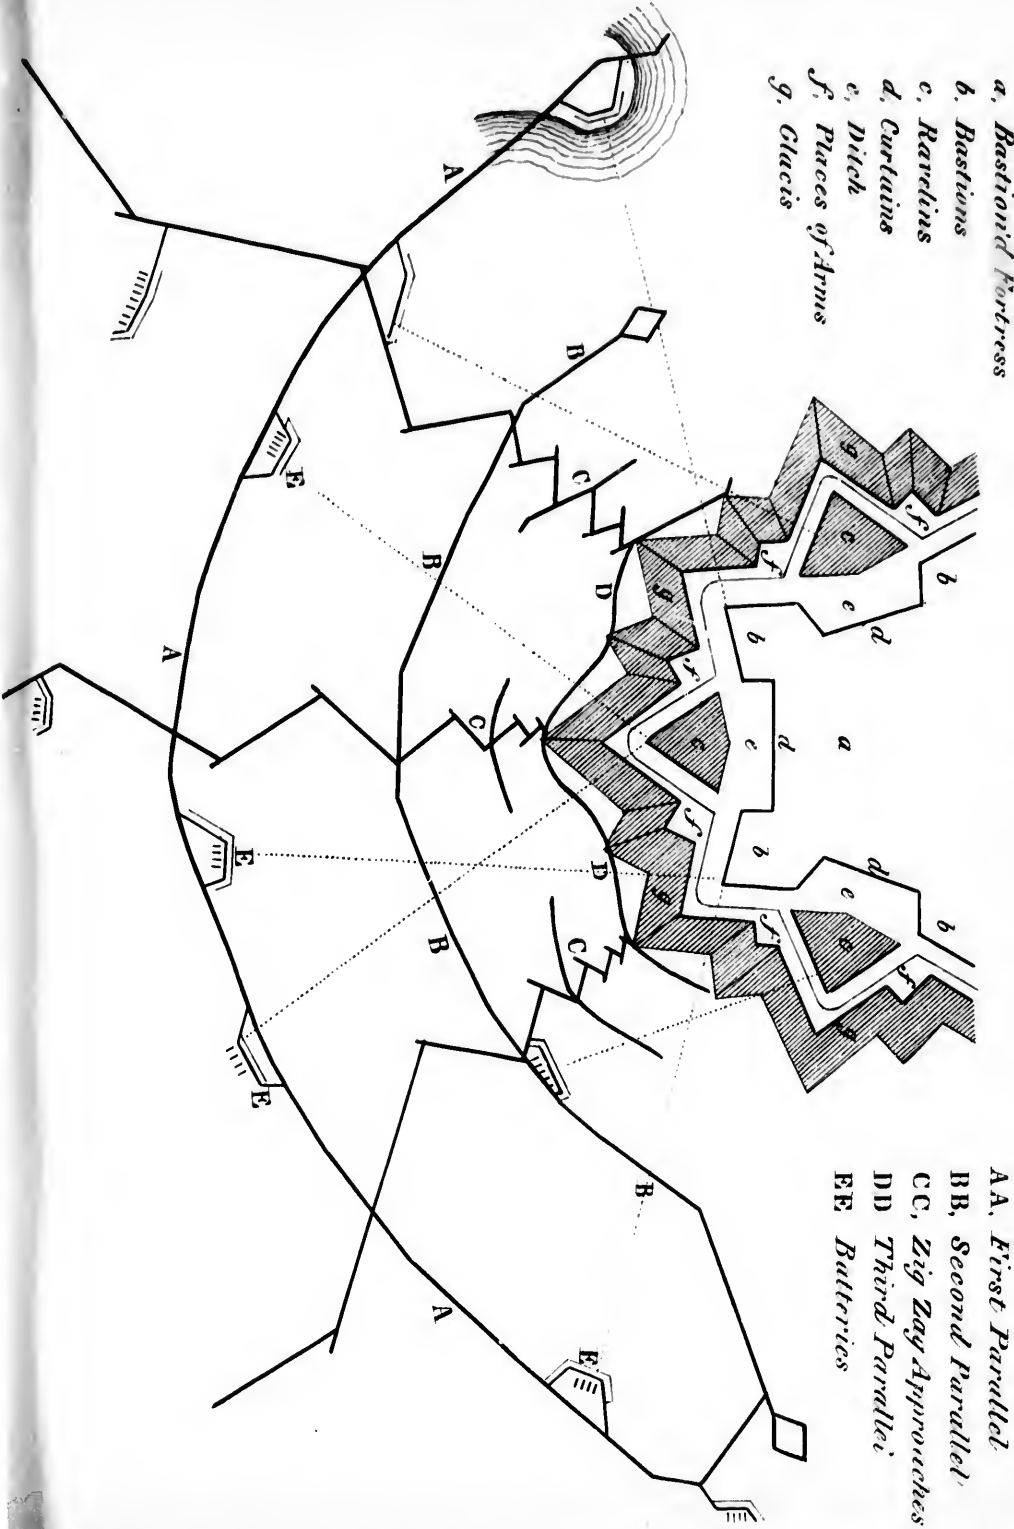 a, Bastion'd Fortress
b. Bastions
c, Ravelins
d, Curtains
e, Ditch
f, Places of Arms
g. Glacis
AA, First Parallel
BB, Second Parallel
CC, Zig Zag Approaches
DD Third Parallel
EE Batteries
b
f
c
e
d
g
f
b
f
g
D
C
B
A
B
E
A
a
d
e
c
C
b
f
E
D
B
d
e
b
c
f
f
g
g
C
E
B
A
E